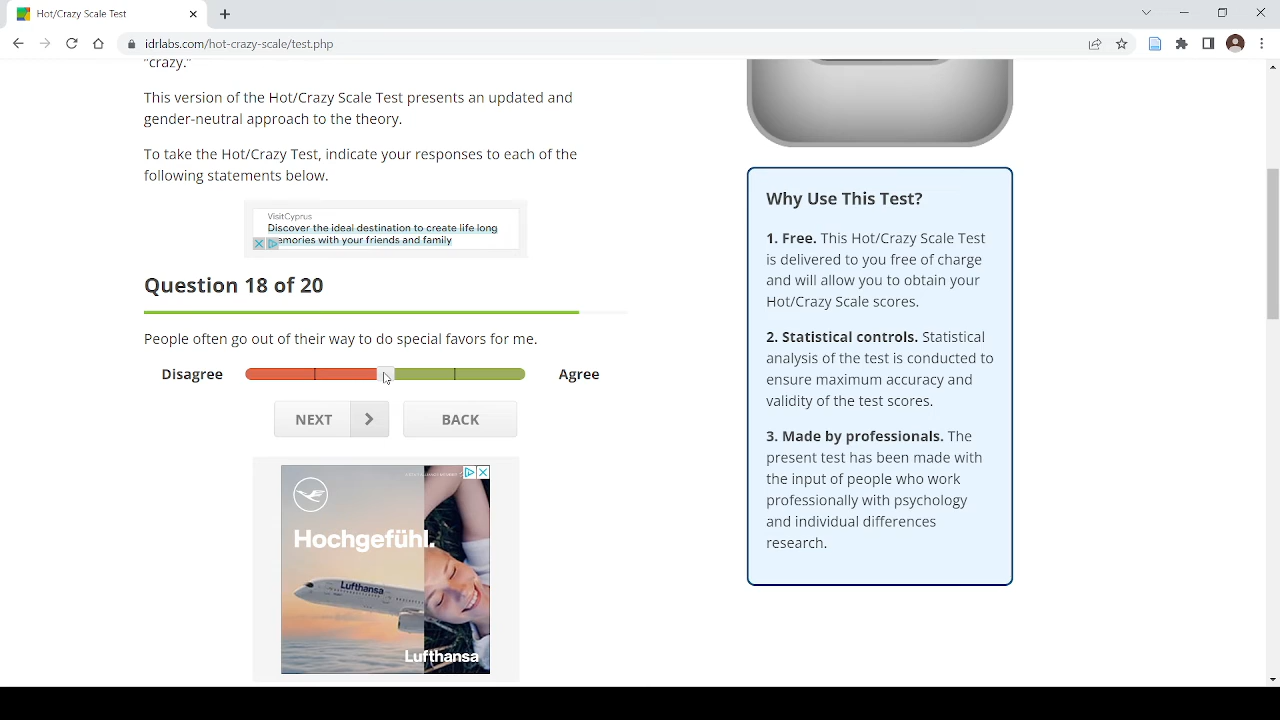 Hot/Crazy Scale Test
idrlabs.com/hot-crazy-scale/test.php
"crazy."
This version of the Hot/Crazy Scale Test presents an updated and
gender-neutral approach to the theory.
To take the Hot/Crazy Test, indicate your responses to each of the
following statements below.
VisitCyprus
Discover the ideal destination to create life long
emories with your friends and family
Question 18 of 20
People often go out of their way to do special favors for me.
Disagree
Agree
NEXT
BACK
Hochgefühl.
Lufthansa
Lufthansa
Why Use This Test?
1. Free. This Hot/Crazy Scale Test
is delivered to you free of charge
and will allow you to obtain your
Hot/Crazy Scale scores.
2. Statistical controls. Statistical
analysis of the test is conducted to
ensure maximum accuracy and
validity of the test scores.
3. Made by professionals. The
present test has been made with
the input of people who work
professionally with psychology
and individual differences
research.